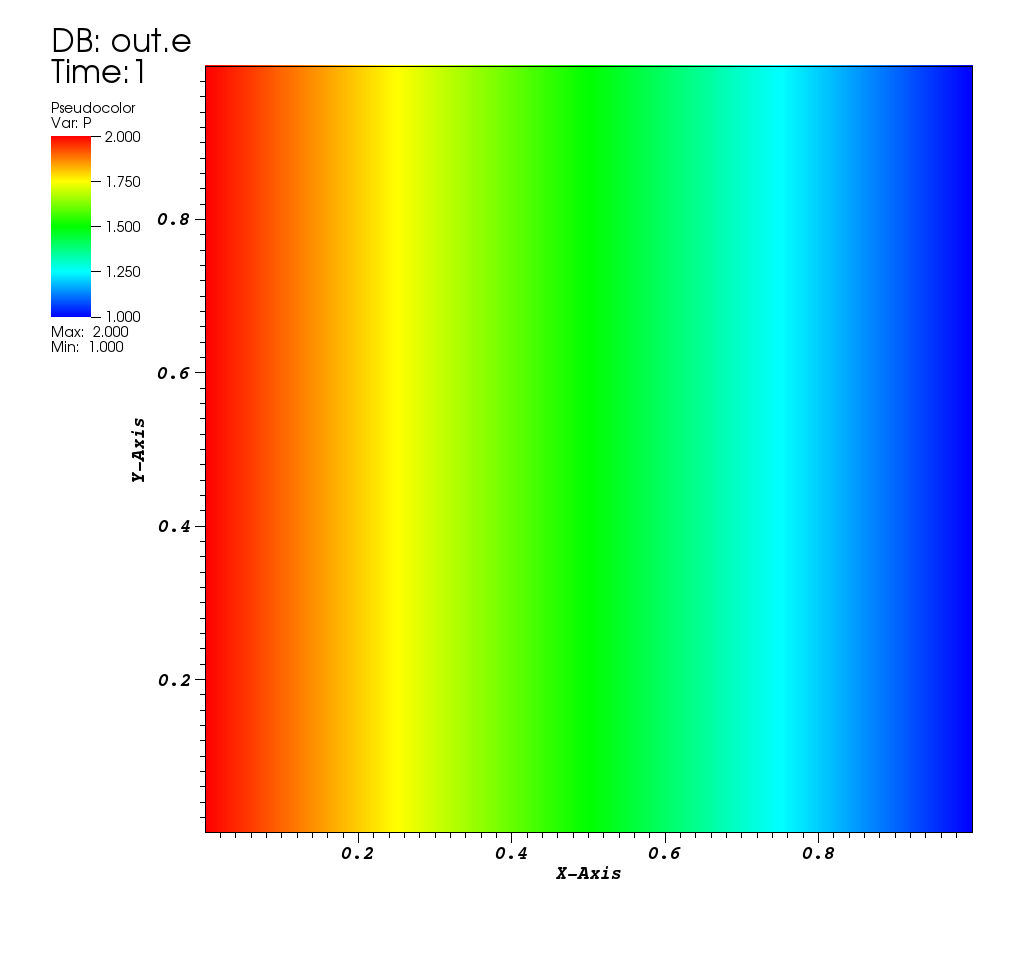 DB: out.e
Time:1
Pseudocolor
Var: P
2.000
1.750
1.500
1.250
1.000
Max: 2.000
Min: 1.000
0.8
0.6
0.4
0.2
Y-Axis
0.2 0.4 0.6 0.8
X-Axis